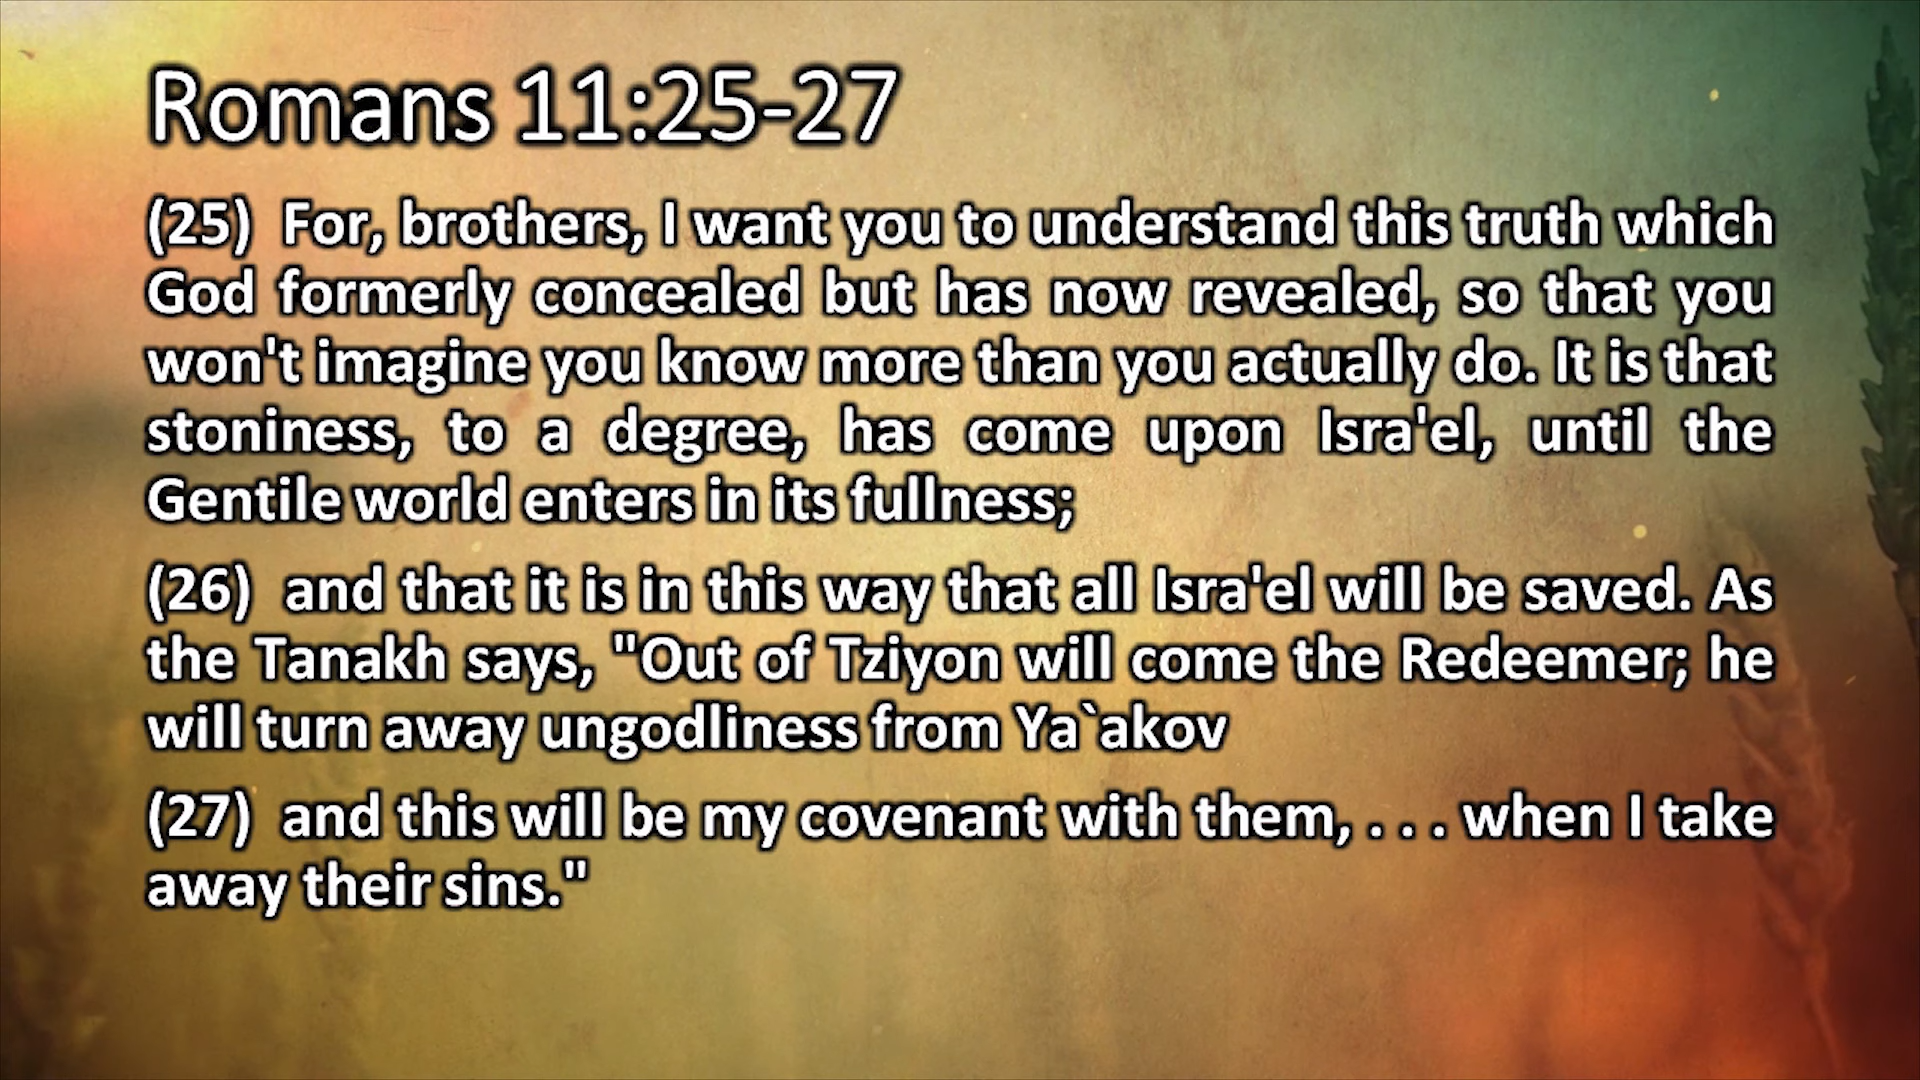 Romans 11:25-27
(25) For, brothers, I want you to understand this truth which
God formerly concealed but has now revealed, so that you
won't imagine you know more than you actually do. It is that
stoniness, to a degree, has come upon Isra'el, until the
Gentile world enters in its fullness;
(26) and that it is in this way that all Isra'el will be saved. As
the Tanakh says, "Out of Tziyon will come the Redeemer; he
will turn away ungodliness from Ya`akov
(27) and this will be my covenant with them, . . . when I take
away their sins."